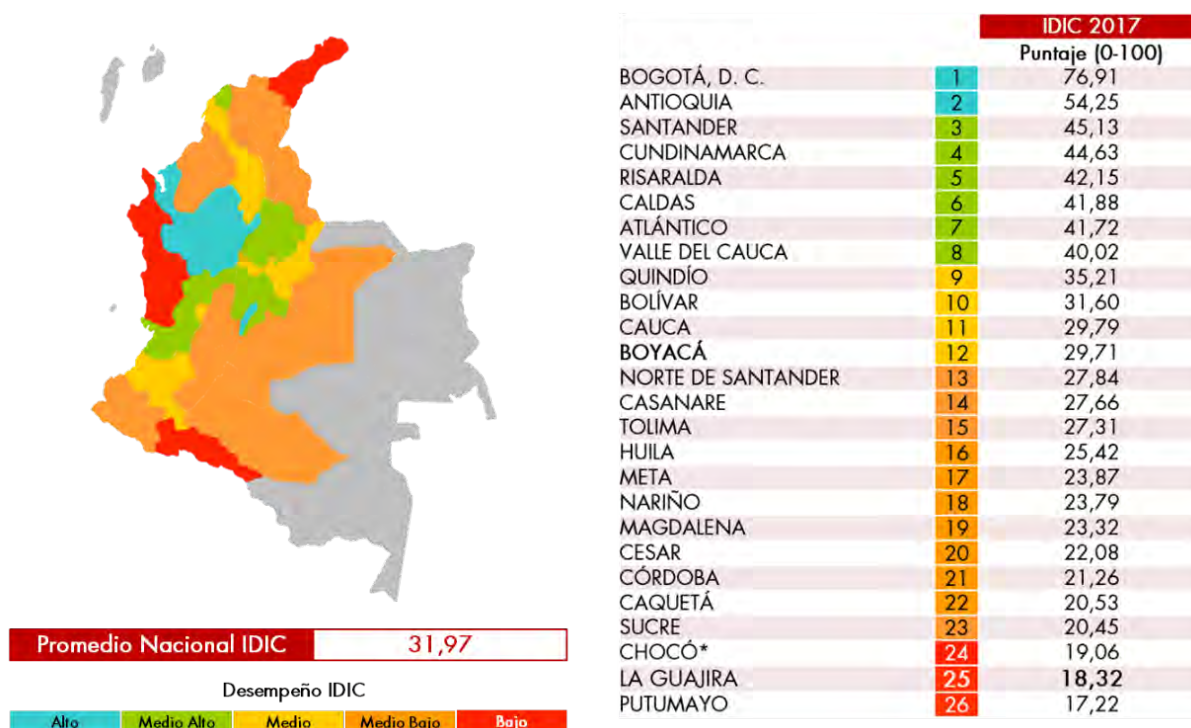 Promedio Nacional IDIC 31,97
Desempeño IDIC
Alto Medio Alto Medio Medio Bajo Bajo
IDIC 2017
Puntaje (0-100)
BOGOTÁ, D. C. 1 76,91
ANTIOQUIA 2 54,25
SANTANDER 3 45,13
CUNDINAMARCA 4 44,63
RISARALDA 5 42,15
CALDAS 6 41,88
ATLÁNTICO 7 41,72
VALLE DEL CAUCA 8 40,02
QUINDÍO 9 35,21
BOLÍVAR 10 31,60
CAUCA 11 29,79
BOYACÁ 12 29,71
NORTE DE SANTANDER 13 27,84
CASANARE 14 27,66
TOLIMA 15 27,31
HUILA 16 25,42
META 17 23,87
NARIÑO 18 23,79
MAGDALENA 19 23,32
CESAR 20 22,08
CÓRDOBA 21 21,26
CAQUETÁ 22 20,53
SUCRE 23 20,45
CHOCÓ* 24 19,06
LA GUAJIRA 25 18,32
PUTUMAYO 26 17,22